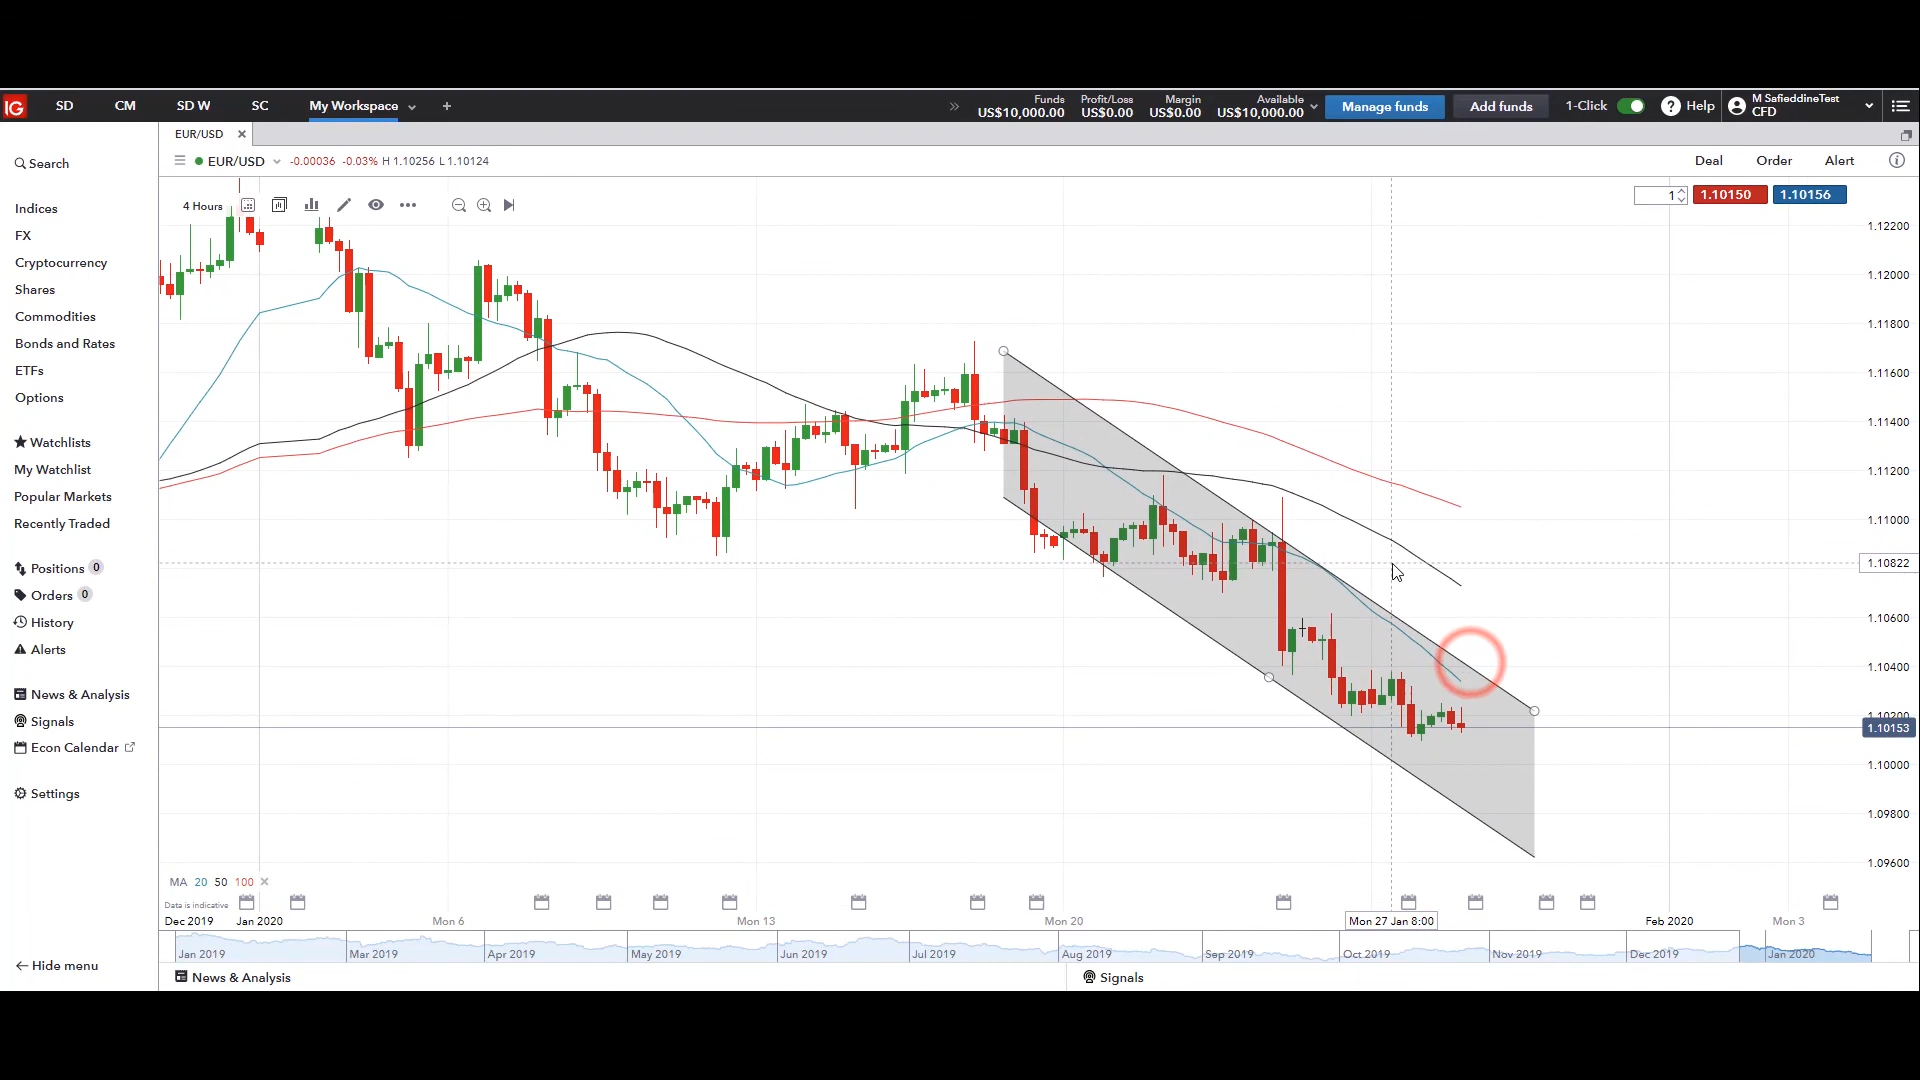 IG SD CM SD W SC My Workspace + » Funds US$10,000.00 Profit/Loss US$0.00 Margin US$0.00 Available US$10,000.00 Manage funds Add funds 1-Click ? Help M SafieddineTest CFD
EUR/USD ×
EUR/USD -0.00036 -0.03% H 1.10256 L 1.10124 Deal Order Alert
4 Hours 1 1.10150 1.10156
Search
Indices
FX
Cryptocurrency
Shares
Commodities
Bonds and Rates
ETFs
Options
Watchlists
My Watchlist
Popular Markets
Recently Traded
Positions 0
Orders 0
History
Alerts
News & Analysis
Signals
Econ Calendar
Settings
Hide menu
1.12200
1.12000
1.11800
1.11600
1.11400
1.11200
1.11000
1.10822
1.10600
1.10400
1.10200
1.10153
1.10000
1.09800
1.09600
MA 20 50 100 ×
Data is indicative
Dec 2019 Jan 2020 Mon 6 Mon 13 Mon 20 Mon 27 Jan 8:00 Feb 2020 Mon 3
Jan 2019 Mar 2019 Apr 2019 May 2019 Jun 2019 Jul 2019 Aug 2019 Sep 2019 Oct 2019 Nov 2019 Dec 2019 Jan 2020
News & Analysis Signals